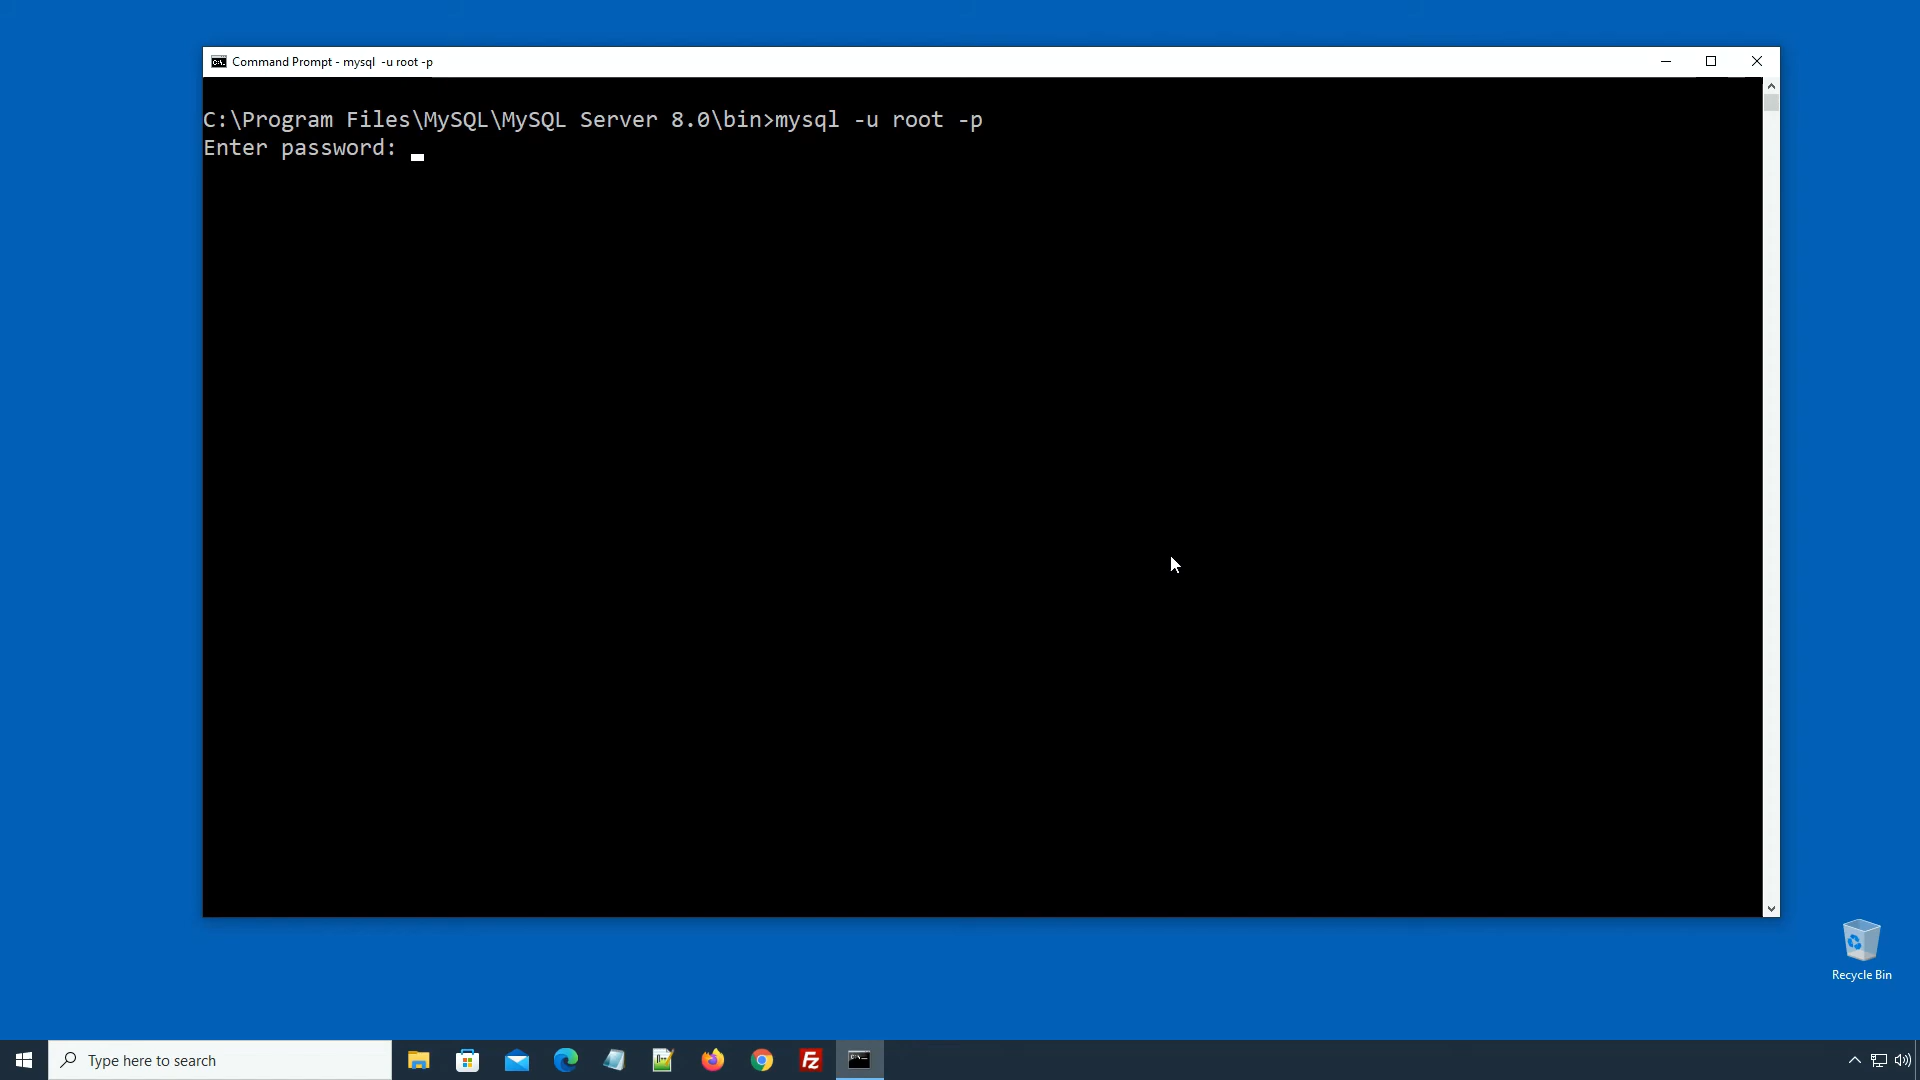 Command Prompt - mysql  -u root -p
C:\Program Files\MySQL\MySQL Server 8.0\bin>mysql -u root -p
Enter password:
Recycle Bin
Type here to search